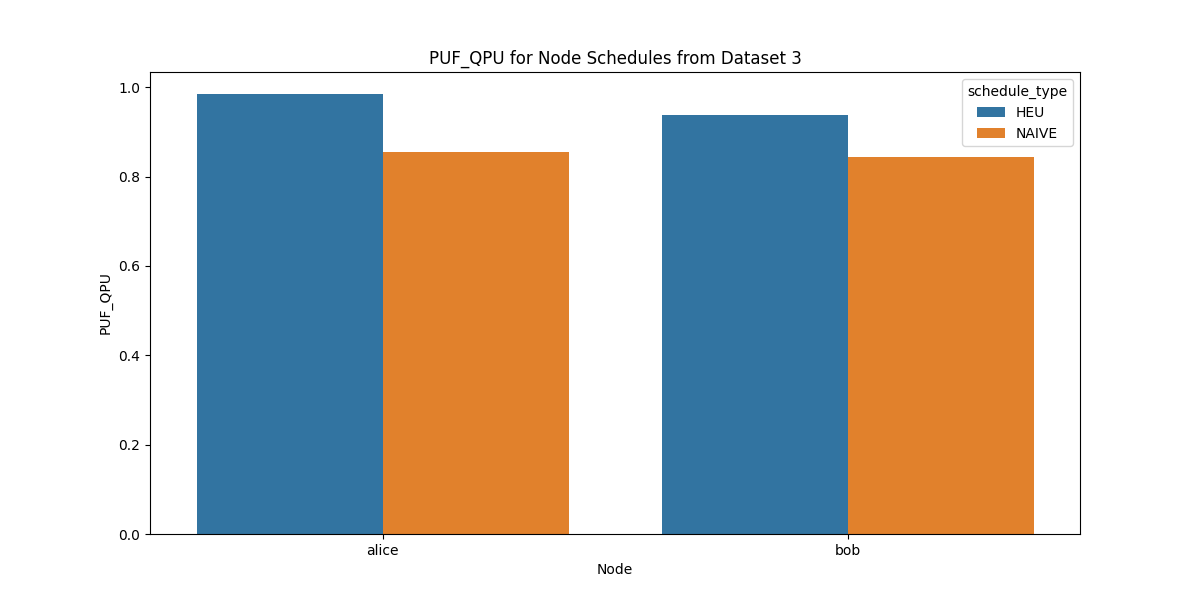 PUF_QPU for Node Schedules from Dataset 3
schedule_type
HEU
NAIVE
PUF_QPU
1.0
0.8
0.6
0.4
0.2
0.0
alice
bob
Node